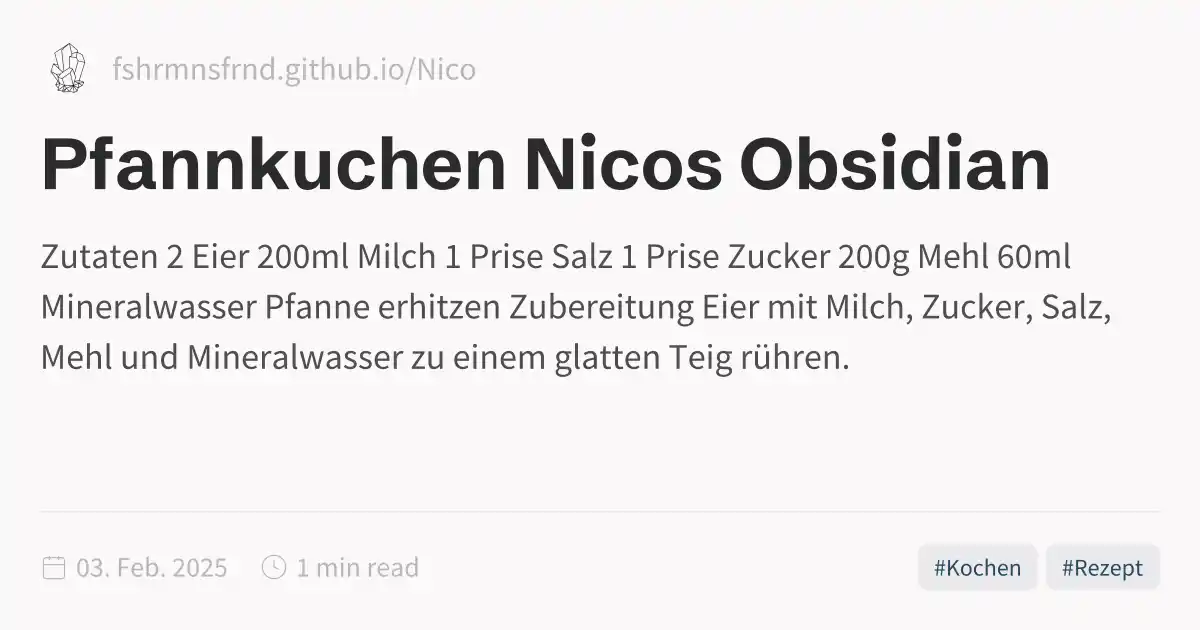 fshrmnsfrnd.github.io/Nico
Pfannkuchen Nicos Obsidian
Zutaten 2 Eier 200ml Milch 1 Prise Salz 1 Prise Zucker 200g Mehl 60ml
Mineralwasser Pfanne erhitzen Zubereitung Eier mit Milch, Zucker, Salz,
Mehl und Mineralwasser zu einem glatten Teig rühren.
03. Feb. 2025 1 min read #Kochen #Rezept